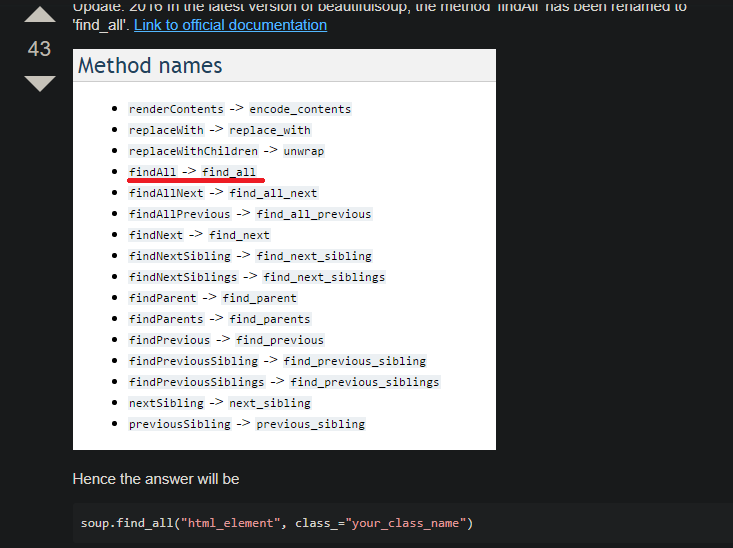 Update: 2016 In the latest version of beautifulsoup, the method 'findAll' has been renamed to
'find_all'. Link to official documentation
43
Method names
renderContents -> encode_contents
replaceWith -> replace_with
replaceWithChildren -> unwrap
findAll -> find_all
findAllNext -> find_all_next
findAllPrevious -> find_all_previous
findNext -> find_next
findNextSibling -> find_next_sibling
findNextSiblings -> find_next_siblings
findParent -> find_parent
findParents -> find_parents
findPrevious -> find_previous
findPreviousSibling -> find_previous_sibling
findPreviousSiblings -> find_previous_siblings
nextSibling -> next_sibling
previousSibling -> previous_sibling
Hence the answer will be
soup.find_all("html_element", class_="your_class_name")